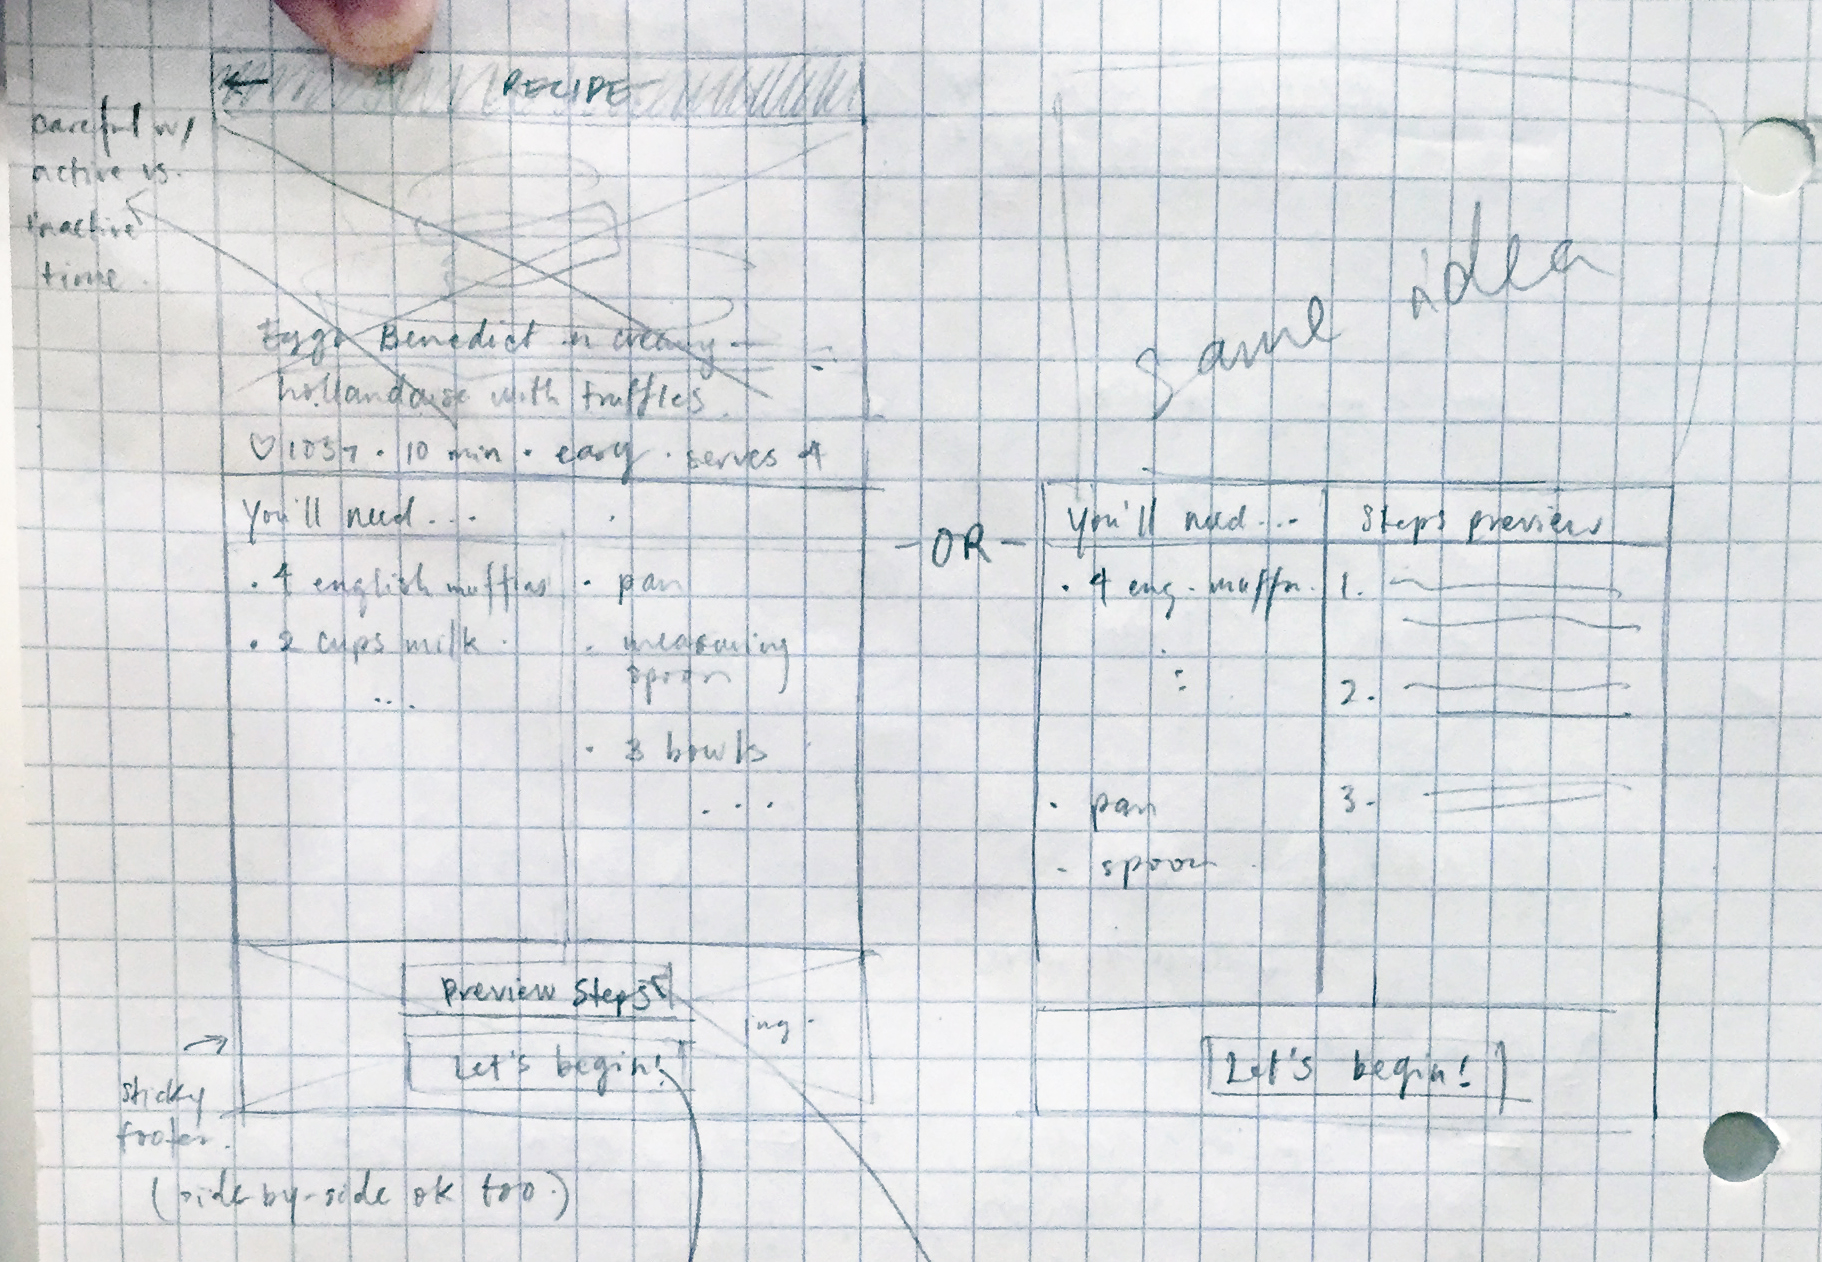 ← RECIPE
careful w/
active vs.
inactive
time.
Eggs Benedict in creamy
hollandaise with truffles
♡ 1037 · 10 min · easy · serves 4
You'll need...
· 4 english muffins
· 2 cups milk
...
· pan
· measuring
spoon
· 3 bowls
...
Preview Steps
ing.
Let's begin!
→
sticky
footer.
(side-by-side ok too.)
- OR -
same idea
You'll need...
· 4 eng. muffn.
· pan
- spoon
Steps preview
1.
2.
3.
Let's begin!